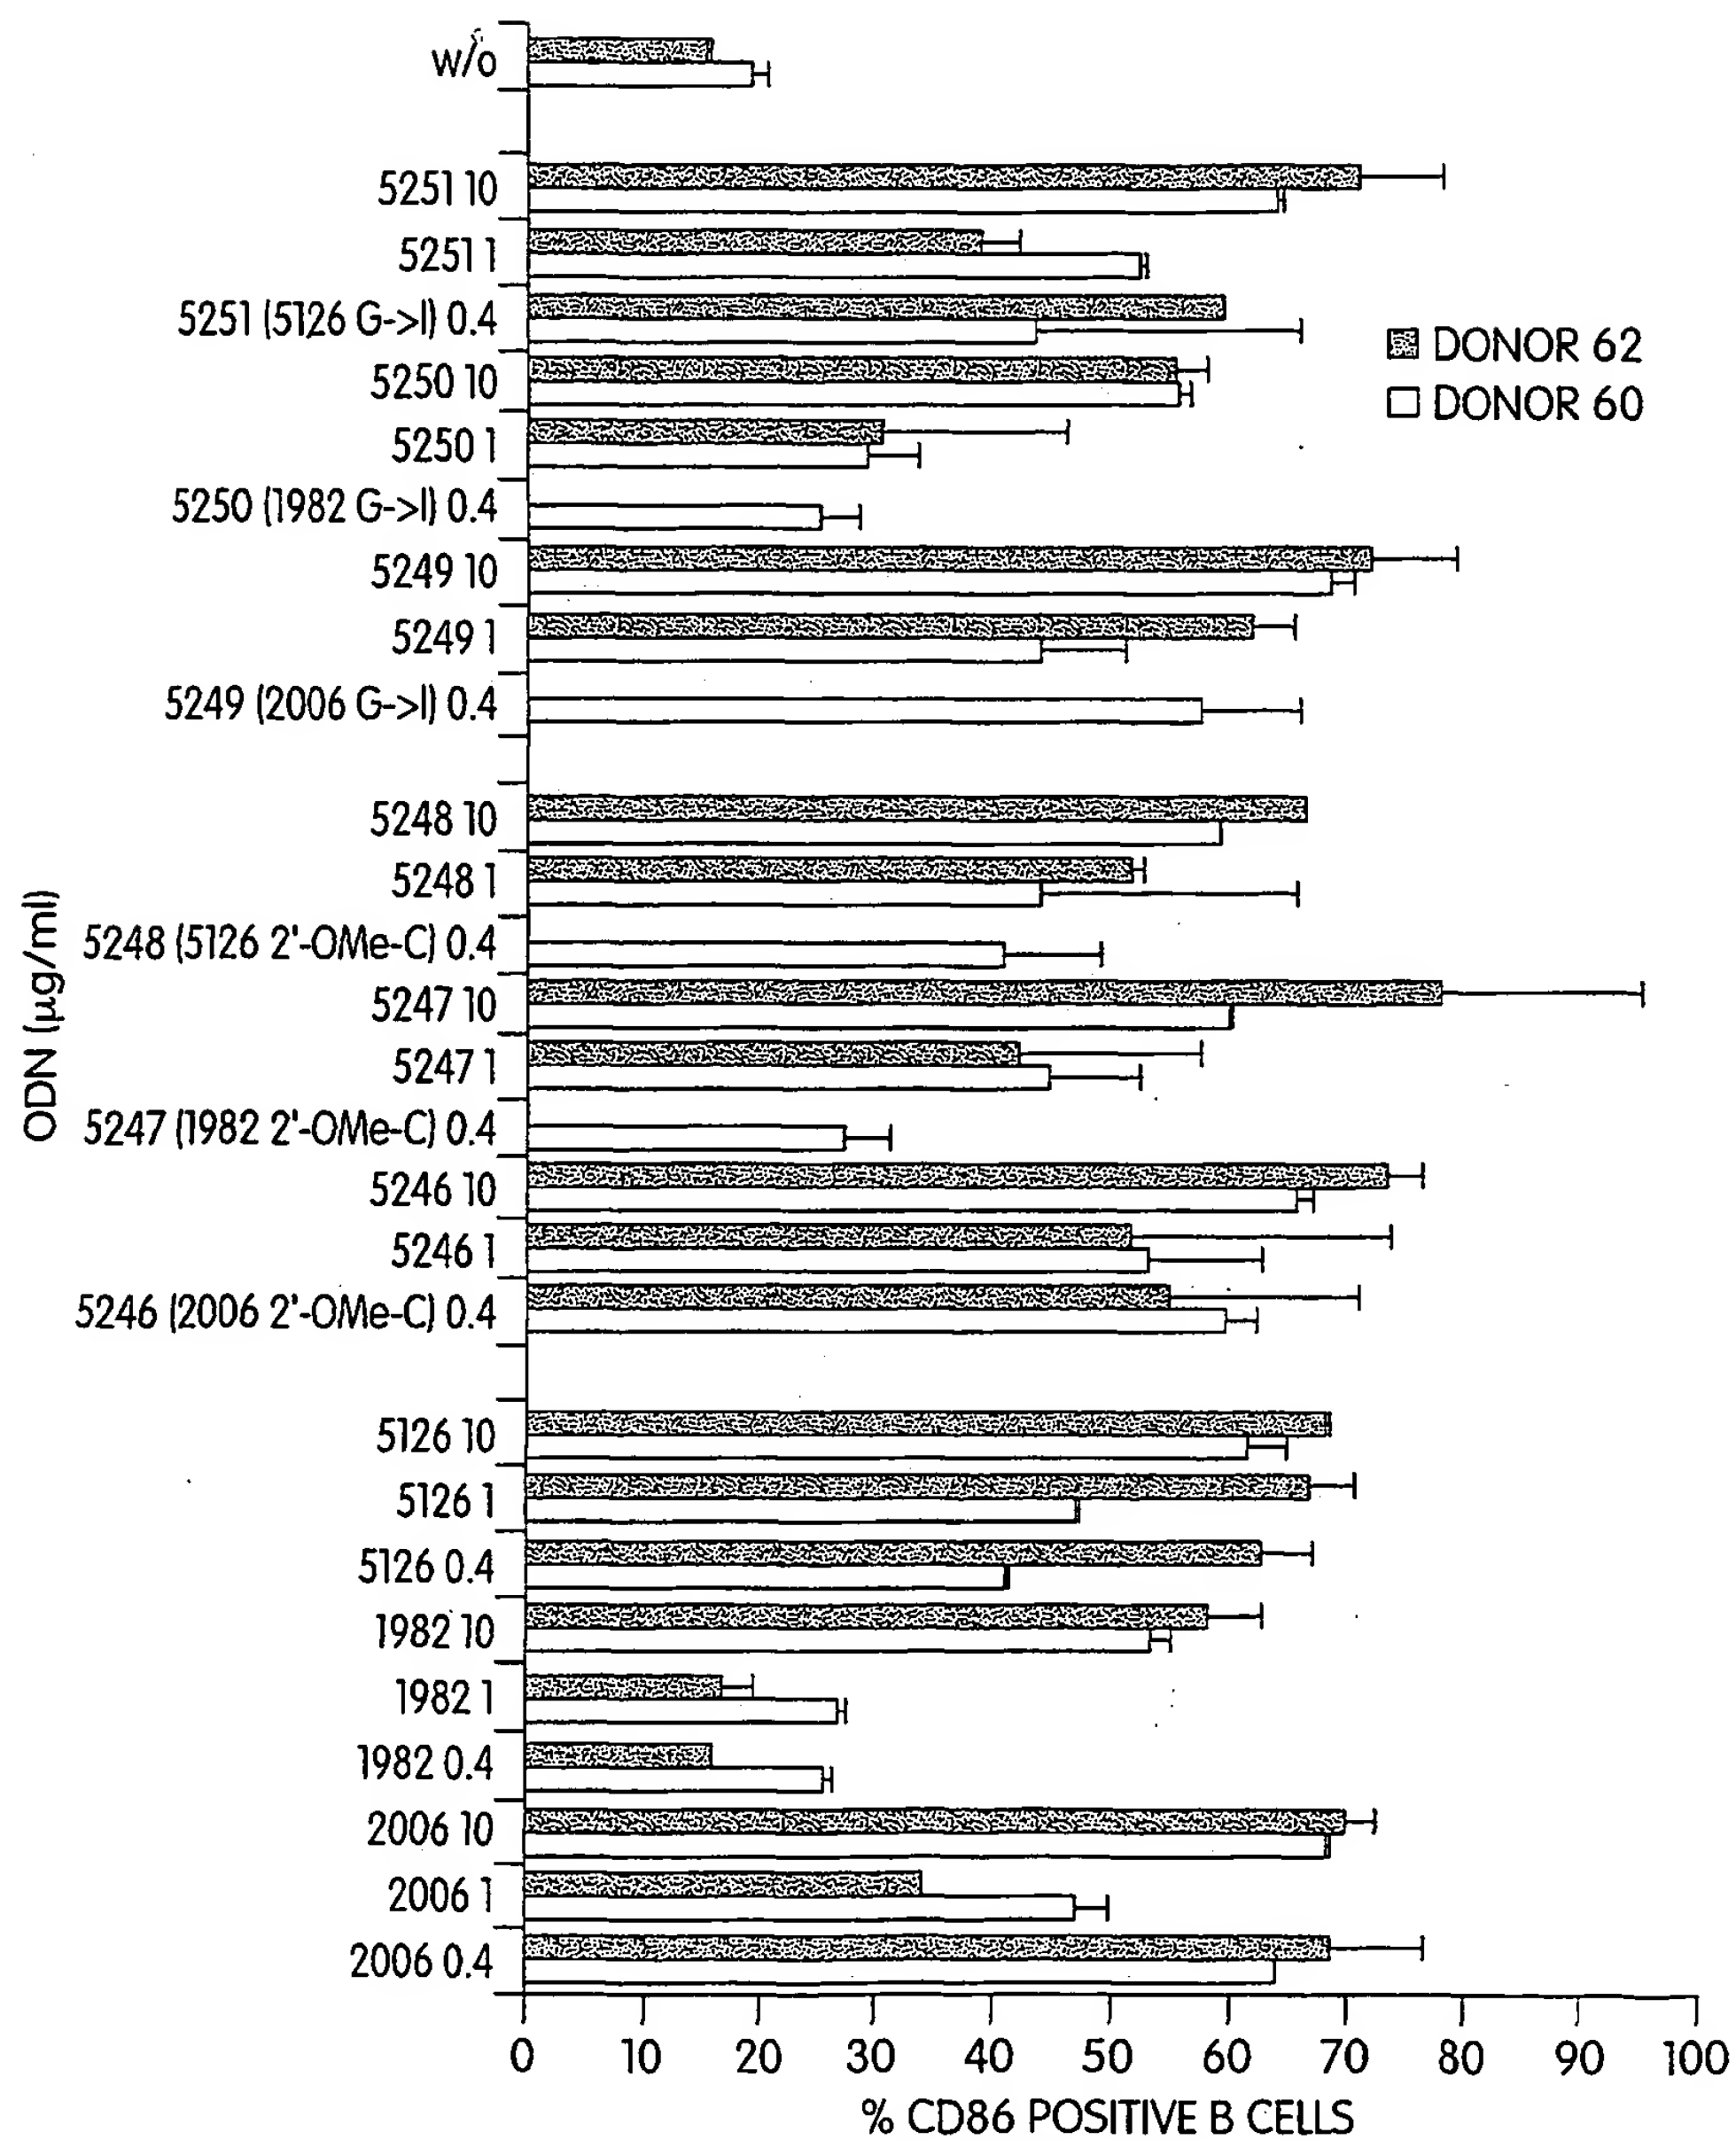 w/o
5251 10
5251 1
5251 (5126 G->I) 0.4
DONOR 62
5250 10
DONOR 60
5250 1
5250 (1982 G->I) 0.4
5249 10
5249 1
5249 (2006 G->I) 0.4
5248 10
5248 1
5248 (5126 2'-OMe-C) 0.4
5247 10
5247 1
5247 (1982 2'-OMe-C) 0.4
5246 10
5246 1
5246 (2006 2'-OMe-C) 0.4
ODN (µg/ml)
5126 10
5126 1
5126 0.4
1982 10
1982 1
1982 0.4
2006 10
2006 1
2006 0.4
0 10 20 30 40 50 60 70 80 90 100
% CD86 POSITIVE B CELLS